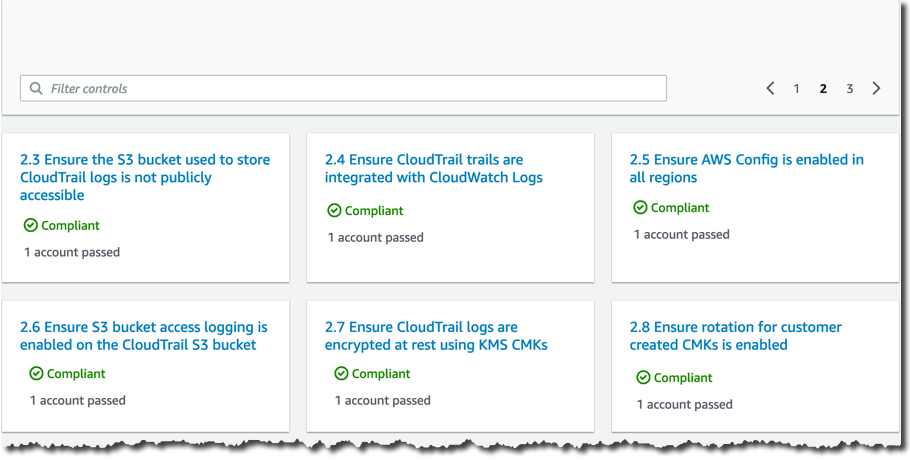 Filter controls
1 2 3
2.3 Ensure the S3 bucket used to store
CloudTrail logs is not publicly
accessible
Compliant
1 account passed
2.4 Ensure CloudTrail trails are
integrated with CloudWatch Logs
Compliant
1 account passed
2.5 Ensure AWS Config is enabled in
all regions
Compliant
1 account passed
2.6 Ensure S3 bucket access logging is
enabled on the CloudTrail S3 bucket
Compliant
1 account passed
2.7 Ensure CloudTrail logs are
encrypted at rest using KMS CMKs
Compliant
1 account passed
2.8 Ensure rotation for customer
created CMKs is enabled
Compliant
1 account passed